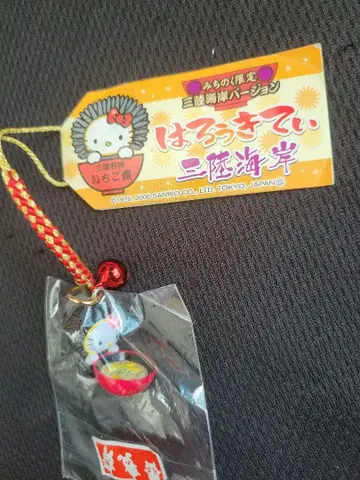 みちのく限定
三陸海岸バージョン
はろうきてぃ
三陸海岸
三陸名物
いちご煮
©1976,2006 SANRIO CO., LTD. TOKYO, JAPAN